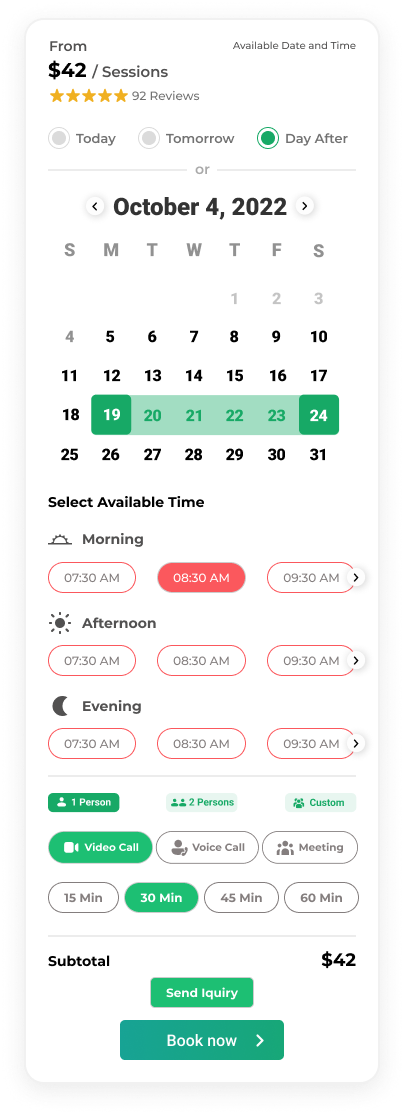 From
Available Date and Time
$42 / Sessions
92 Reviews
Today Tomorrow Day After
or
October 4, 2022
S M T W T F S
1 2 3
4 5 6 7 8 9 10
11 12 13 14 15 16 17
18 19 20 21 22 23 24
25 26 27 28 29 30 31
Select Available Time
Morning
07:30 AM 08:30 AM 09:30 AM
Afternoon
07:30 AM 08:30 AM 09:30 AM
Evening
07:30 AM 08:30 AM 09:30 AM
1 Person 2 Persons Custom
Video Call Voice Call Meeting
15 Min 30 Min 45 Min 60 Min
Subtotal $42
Send Iquiry
Book now